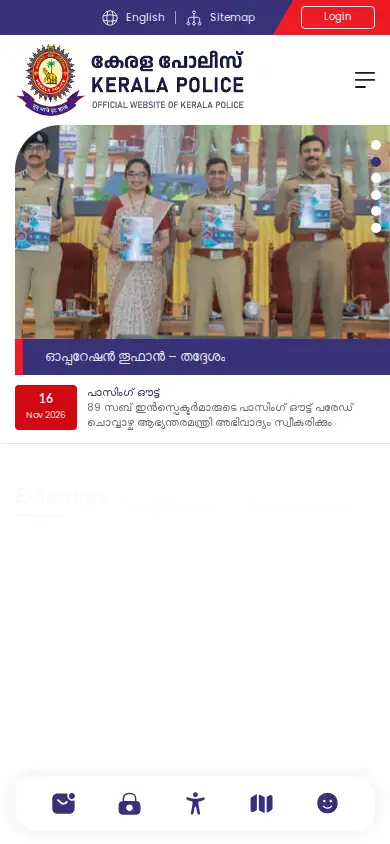 English
Sitemap
Login
കേരള പോലീസ്
KERALA POLICE
OFFICIAL WEBSITE OF KERALA POLICE
ഓപ്പറേഷൻ തൂഫാൻ – തദ്ദേശം
16
Nov 2026
പാസിംഗ് ഔട്ട്
89 സബ് ഇൻസ്പെക്ടർമാരുടെ പാസിംഗ് ഔട്ട് പരേഡ്
ചൊവ്വാഴ്ച ആഭ്യന്തരമന്ത്രി അഭിവാദ്യം സ്വീകരിക്കും
E-Services